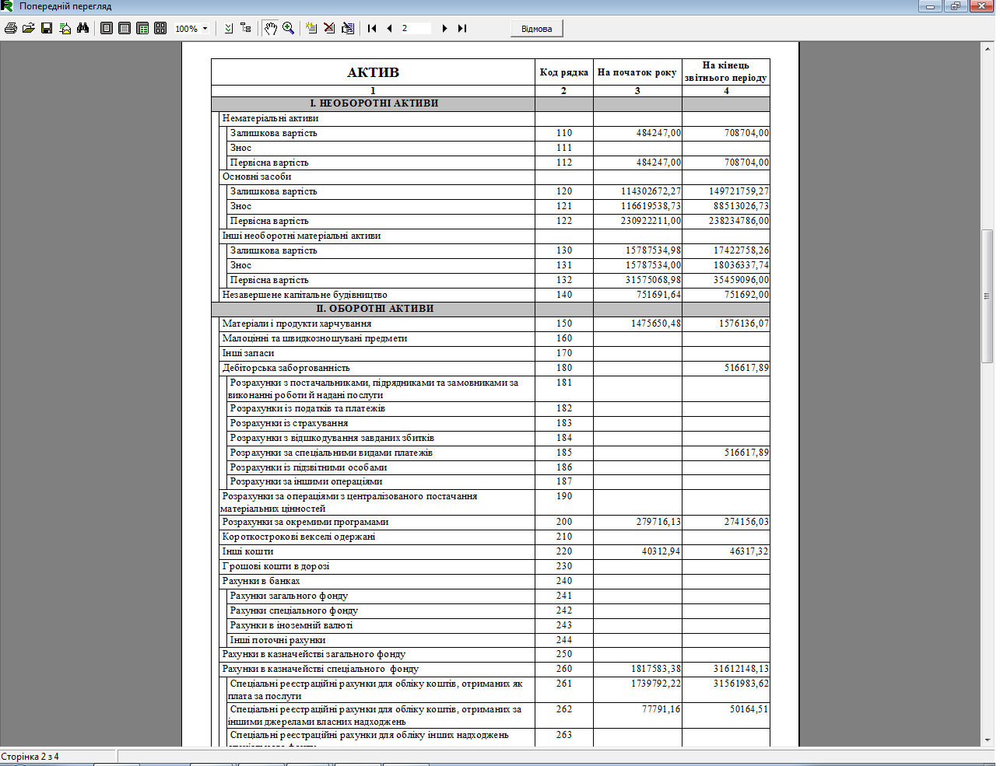 Попередній перегляд
100%
2
Відмова
АКТИВ Код рядка На початок року На кінець
звітнього періоду
1 2 3 4
I. НЕОБОРОТНІ АКТИВИ
Нематеріальні активи
Залишкова вартість 110 484247,00 708704,00
Знос 111
Первісна вартість 112 484247,00 708704,00
Основні засоби
Залишкова вартість 120 114302672,27 149721759,27
Знос 121 116619538,73 88513026,73
Первісна вартість 122 230922211,00 238234786,00
Інші необоротні матеріальні активи
Залишкова вартість 130 15787534,98 17422758,26
Знос 131 15787534,00 18036337,74
Первісна вартість 132 31575068,98 35459096,00
Незавершене капітальне будівництво 140 751691,64 751692,00
II. ОБОРОТНІ АКТИВИ
Матеріали і продукти харчування 150 1475650,48 1576136,07
Малоцінні та швидкозношувані предмети 160
Інші запаси 170
Дебіторська заборгованність 180 516617,89
Розрахунки з постачальниками, підрядниками та замовниками за 181
виконанні роботи й надані послуги
Розрахунки із податків та платежів 182
Розрахунки із страхування 183
Розрахунки з відшкодування завданих збитків 184
Розрахунки за спеціальними видами платежів 185 516617,89
Розрахунки із підзвітними особами 186
Розрахунки за іншими операціями 187
Розрахунки за операціями з централізованого постачання 190
матеріальних цінностей
Розрахунки за окремими програмами 200 279716,13 274156,03
Короткострокові векселі одержані 210
Інші кошти 220 40312,94 46317,32
Грошові кошти в дорозі 230
Рахунки в банках 240
Рахунки загального фонду 241
Рахунки спеціального фонду 242
Рахунки в іноземній валюті 243
Інші поточні рахунки 244
Рахунки в казначействі загального фонду 250
Рахунки в казначействі спеціального фонду 260 1817583,38 31612148,13
Спеціальні реєстраційні рахунки для обліку коштів, отриманих як 261 1739792,22 31561983,62
плата за послуги
Спеціальні реєстраційні рахунки для обліку коштів, отриманих за 262 77791,16 50164,51
іншими джерелами власних надходжень
Спеціальні реєстраційні рахунки для обліку інших надходжень 263
Сторінка 2 з 4